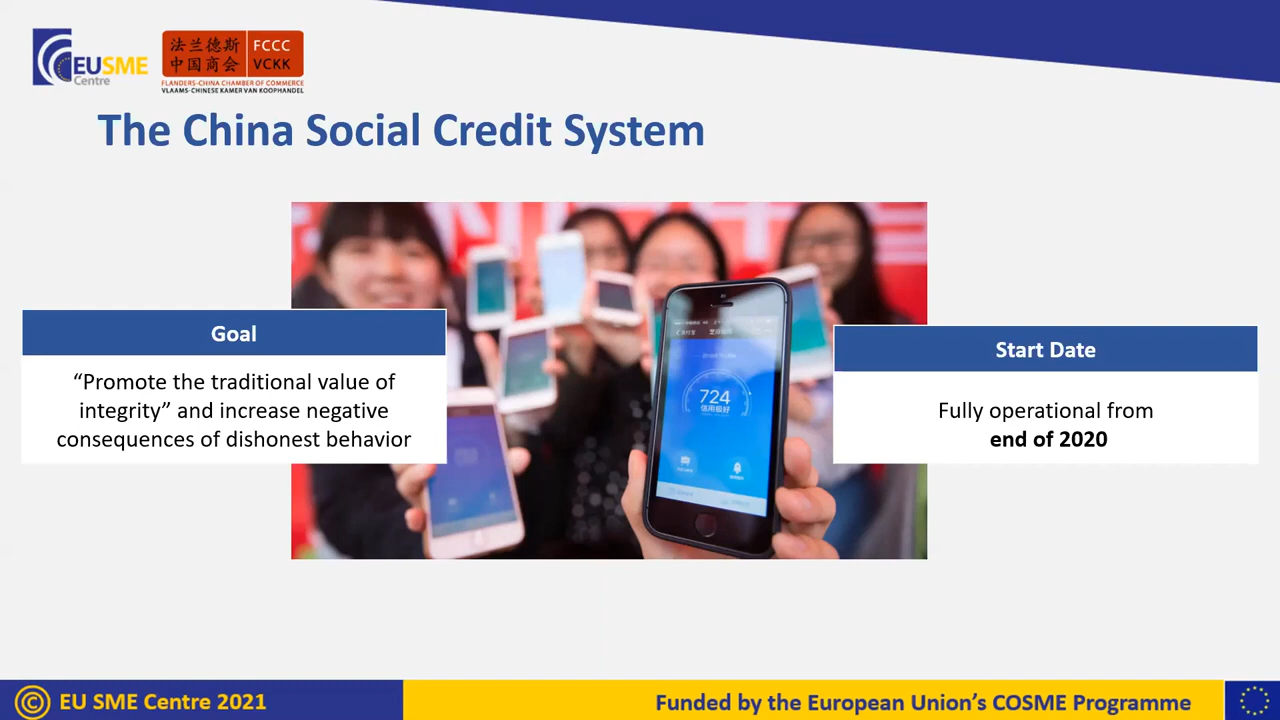 EUSME
Centre
法兰德斯
中国商会
FCCC
VCKK
FLANDERS-CHINA CHAMBER OF COMMERCE
VLAAMS-CHINESE KAMER VAN KOOPHANDEL
The China Social Credit System
Goal
“Promote the traditional value of
integrity” and increase negative
consequences of dishonest behavior
724
信用极好
Start Date
Fully operational from
end of 2020
© EU SME Centre 2021
Funded by the European Union’s COSME Programme